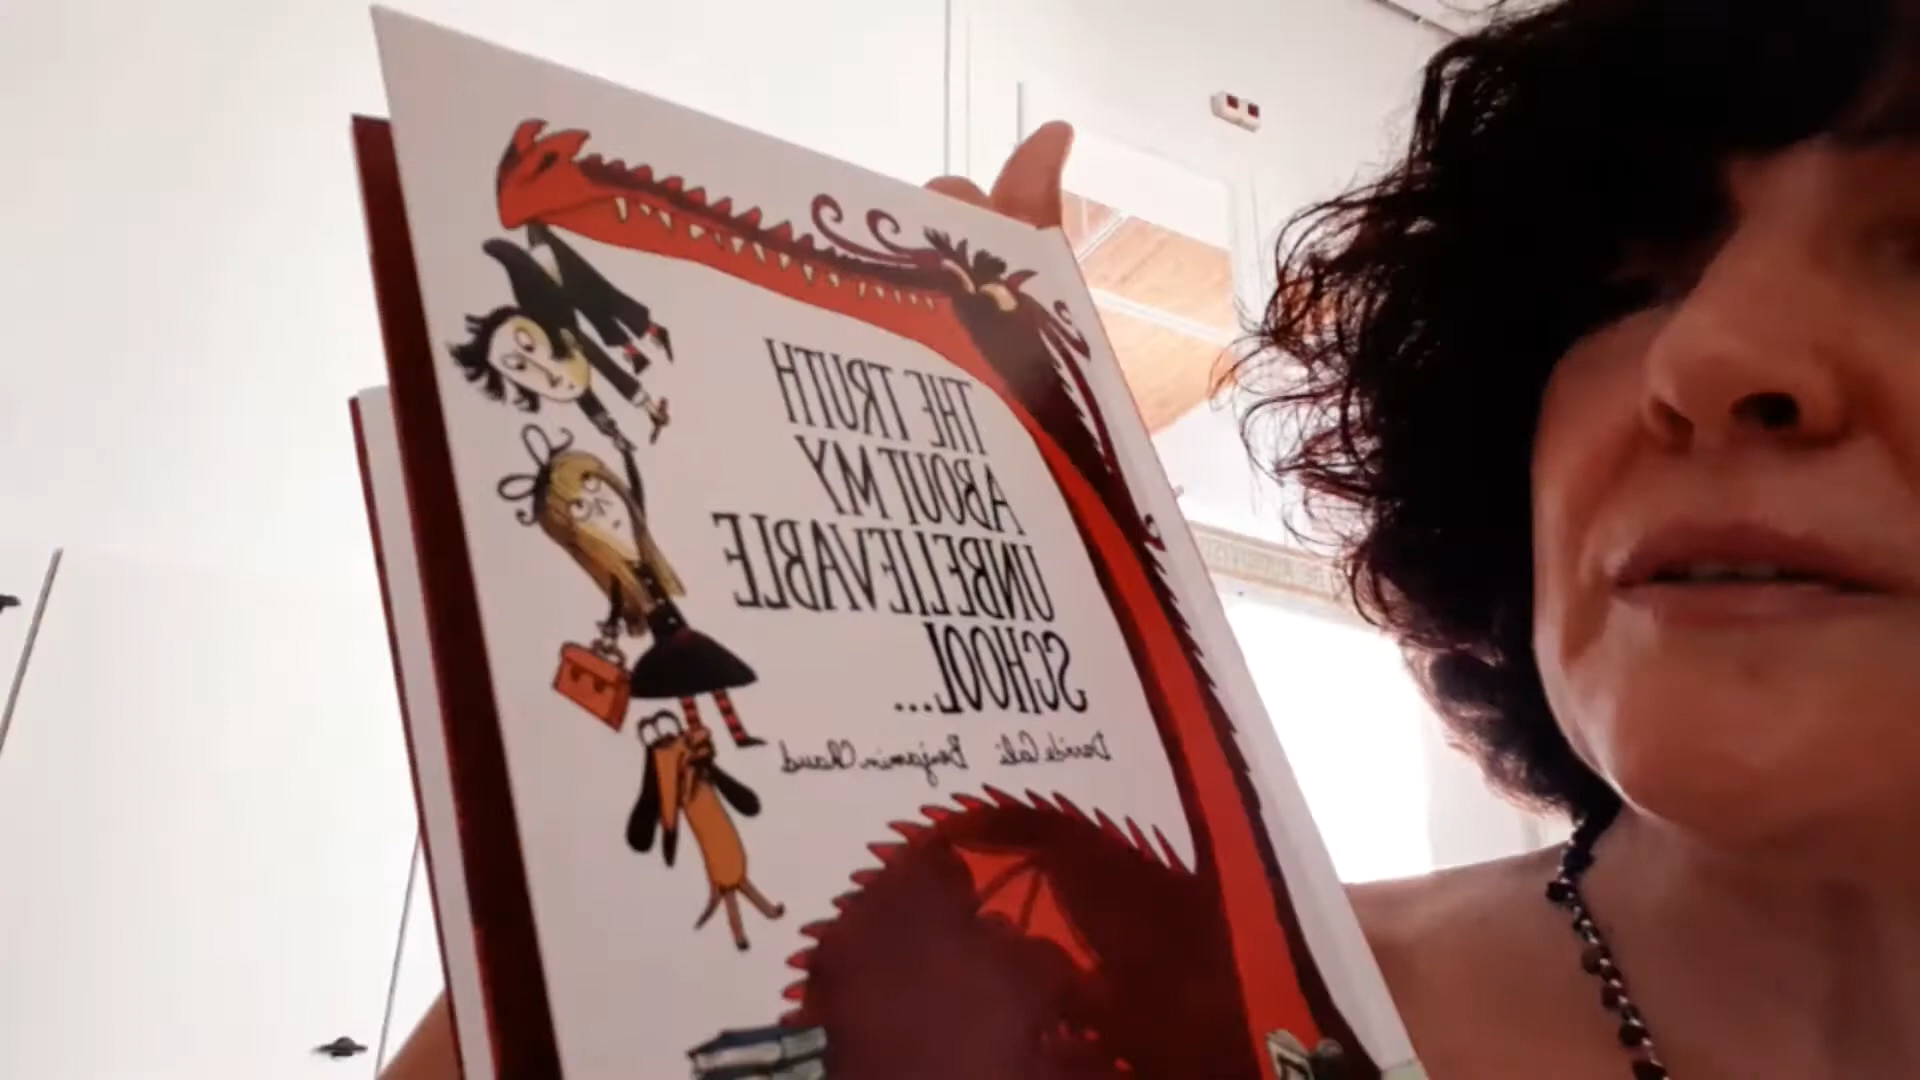 THE TRUTH
ABOUT MY
UNBELIEVABLE
SCHOOL...
Davide Cali Benjamin Chaud